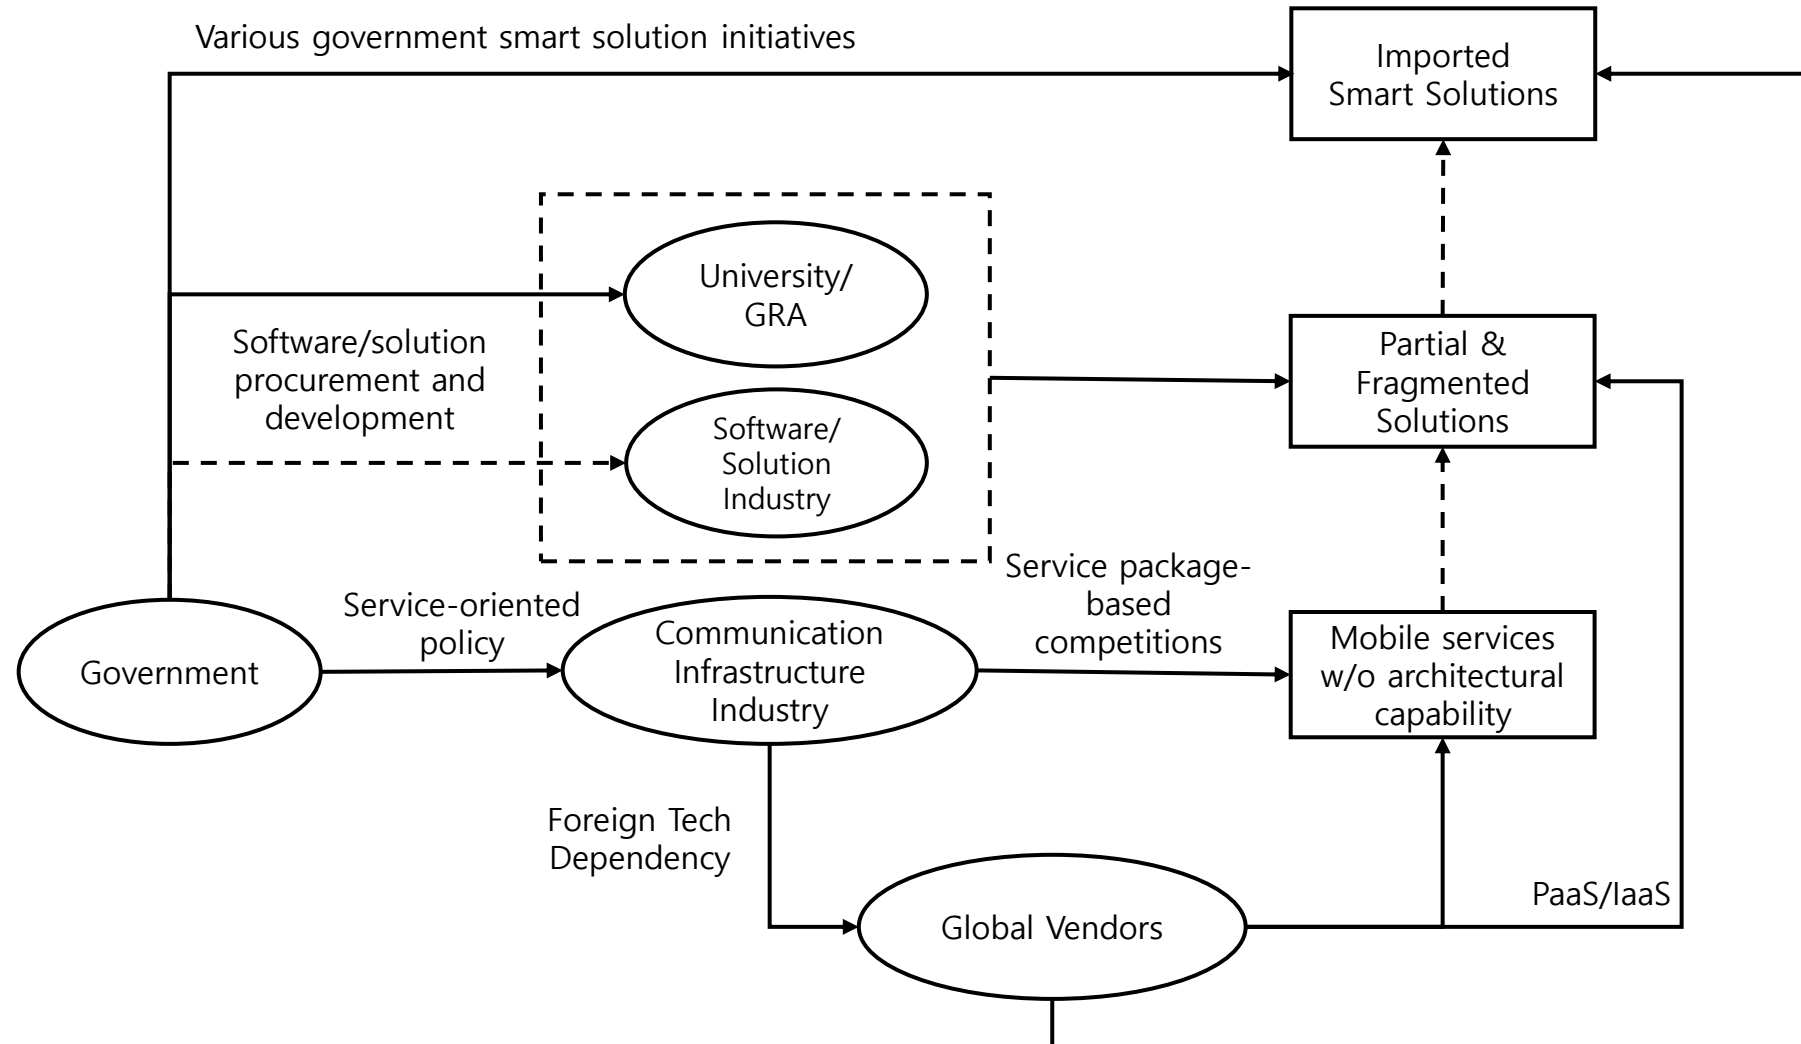 Various government smart solution initiatives
Imported
Smart Solutions
University/
GRA
Software/solution
procurement and
development
Partial &
Fragmented
Solutions
Software/
Solution
Industry
Service package-
based
competitions
Service-oriented
policy
Government
Communication
Infrastructure
Industry
Mobile services
w/o architectural
capability
Foreign Tech
Dependency
PaaS/IaaS
Global Vendors